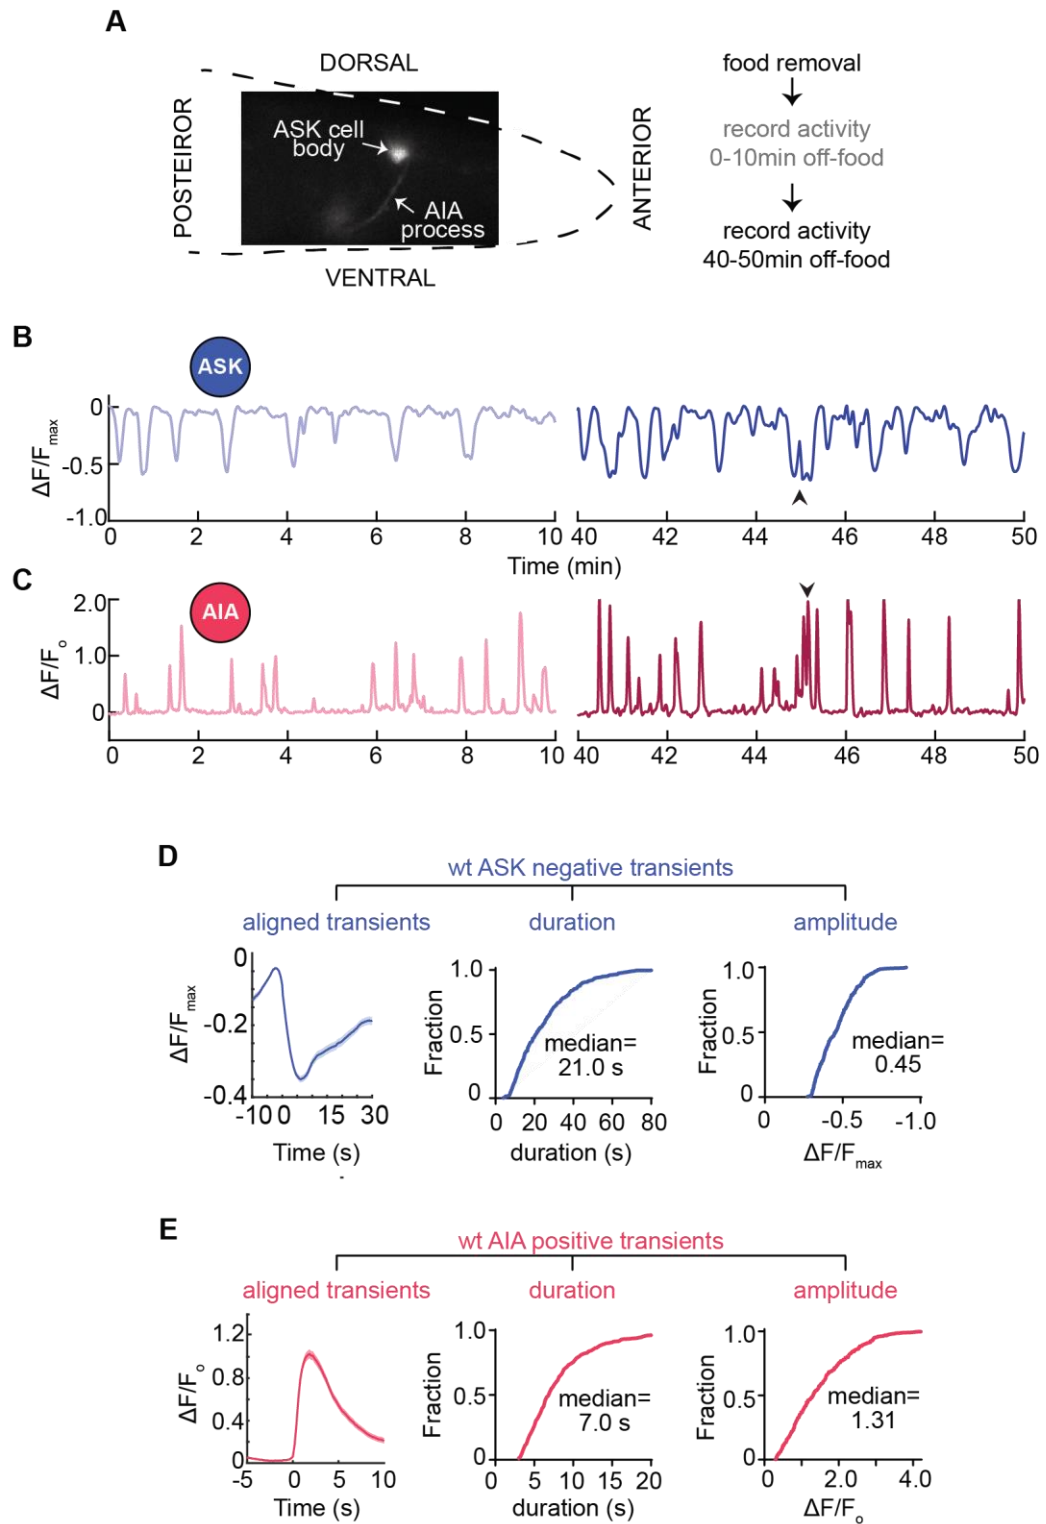 A
DORSAL
POSTEIROR
ASK cell
body
AIA
process
ANTERIOR
VENTRAL
food removal
record activity
0-10min off-food
record activity
40-50min off-food
B
ASK
ΔF/Fmax
0
-0.5
-1.0
0 2 4 6 8 10 40 42 44 46 48 50
Time (min)
C
AIA
ΔF/Fo
2.0
1.0
0
0 2 4 6 8 10 40 42 44 46 48 50
D
wt ASK negative transients
aligned transients duration amplitude
ΔF/Fmax
0
-0.2
-0.4
-10 0 15 30
Time (s)
Fraction
1.0
0.5
0
median=
21.0 s
0 20 40 60 80
duration (s)
Fraction
1.0
0.5
0
median=
0.45
0 -0.5 -1.0
ΔF/Fmax
E
wt AIA positive transients
aligned transients duration amplitude
ΔF/Fo
1.2
0.8
0.4
0
-5 0 5 10
Time (s)
Fraction
1.0
0.5
0
median=
7.0 s
0 5 10 15 20
duration (s)
Fraction
1.0
0.5
0
median=
1.31
0 2.0 4.0
ΔF/Fo